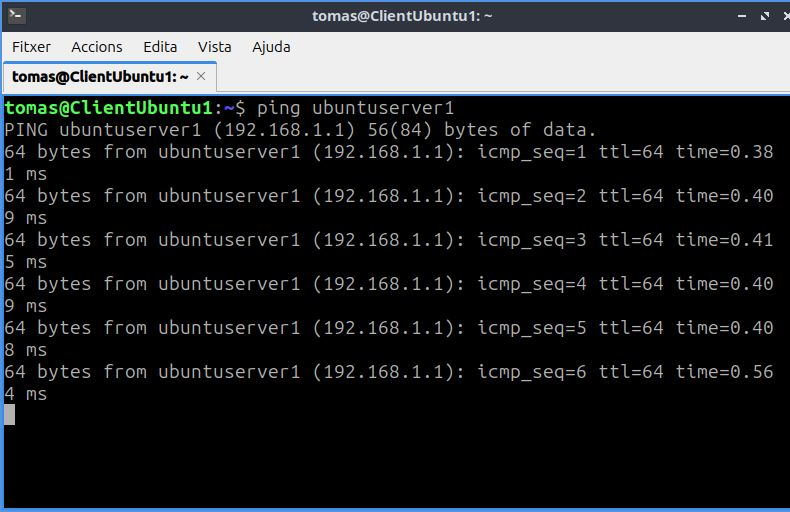 tomas@ClientUbuntu1: ~
Fitxer Accions Edita Vista Ajuda
tomas@ClientUbuntu1: ~
tomas@ClientUbuntu1:~$ ping ubuntuserver1
PING ubuntuserver1 (192.168.1.1) 56(84) bytes of data.
64 bytes from ubuntuserver1 (192.168.1.1): icmp_seq=1 ttl=64 time=0.38
1 ms
64 bytes from ubuntuserver1 (192.168.1.1): icmp_seq=2 ttl=64 time=0.40
9 ms
64 bytes from ubuntuserver1 (192.168.1.1): icmp_seq=3 ttl=64 time=0.41
5 ms
64 bytes from ubuntuserver1 (192.168.1.1): icmp_seq=4 ttl=64 time=0.40
9 ms
64 bytes from ubuntuserver1 (192.168.1.1): icmp_seq=5 ttl=64 time=0.40
8 ms
64 bytes from ubuntuserver1 (192.168.1.1): icmp_seq=6 ttl=64 time=0.56
4 ms